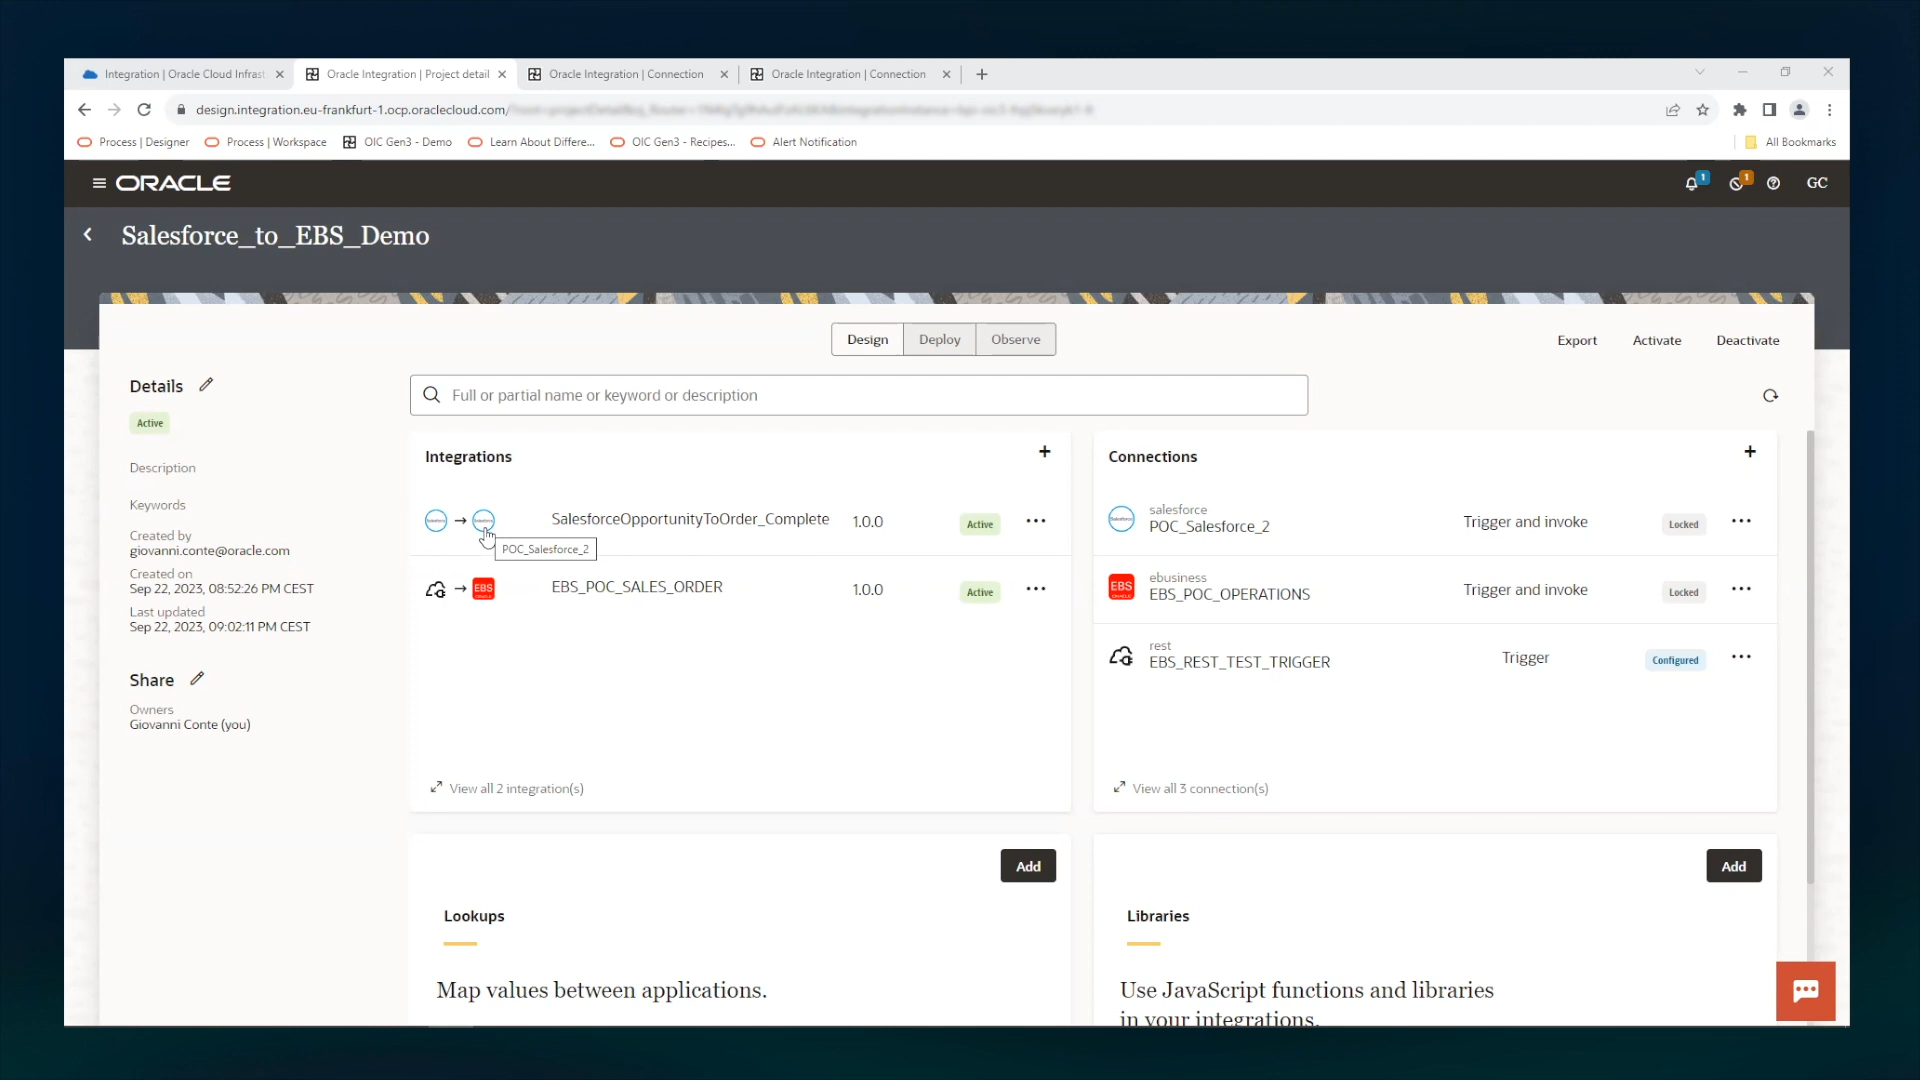 Integration | Oracle Cloud Infrast
Oracle Integration | Project detail
Oracle Integration | Connection
Oracle Integration | Connection
design.integration.eu-frankfurt-1.ocp.oraclecloud.com/
Process | Designer
Process | Workspace
OIC Gen3 - Demo
Learn About Differe...
OIC Gen3 - Recipes...
Alert Notification
All Bookmarks
ORACLE
1
1
GC
Salesforce_to_EBS_Demo
Design
Deploy
Observe
Export
Activate
Deactivate
Details
Active
Description
Keywords
Created by
giovanni.conte@oracle.com
Created on
Sep 22, 2023, 08:52:26 PM CEST
Last updated
Sep 22, 2023, 09:02:11 PM CEST
Share
Owners
Giovanni Conte (you)
Full or partial name or keyword or description
Integrations
SalesforceOpportunityToOrder_Complete
1.0.0
Active
POC_Salesforce_2
EBS
EBS_POC_SALES_ORDER
1.0.0
Active
View all 2 integration(s)
Connections
salesforce
POC_Salesforce_2
Trigger and invoke
Locked
EBS
ORACLE
ebusiness
EBS_POC_OPERATIONS
Trigger and invoke
Locked
rest
EBS_REST_TEST_TRIGGER
Trigger
Configured
View all 3 connection(s)
Add
Lookups
Map values between applications.
Add
Libraries
Use JavaScript functions and libraries
in your integrations.